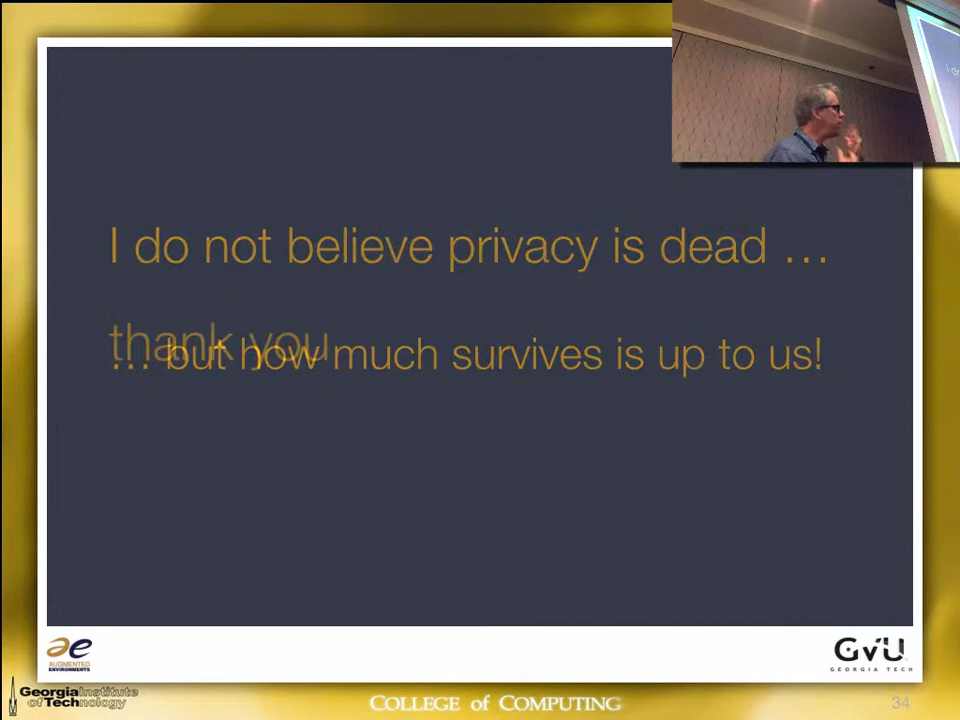 I do not believe privacy is dead …
thank you
… but how much survives is up to us!
ae
AUGMENTED
ENVIRONMENTS
GVU
GEORGIA TECH
Georgia Institute
of Technology
COLLEGE of COMPUTING
34